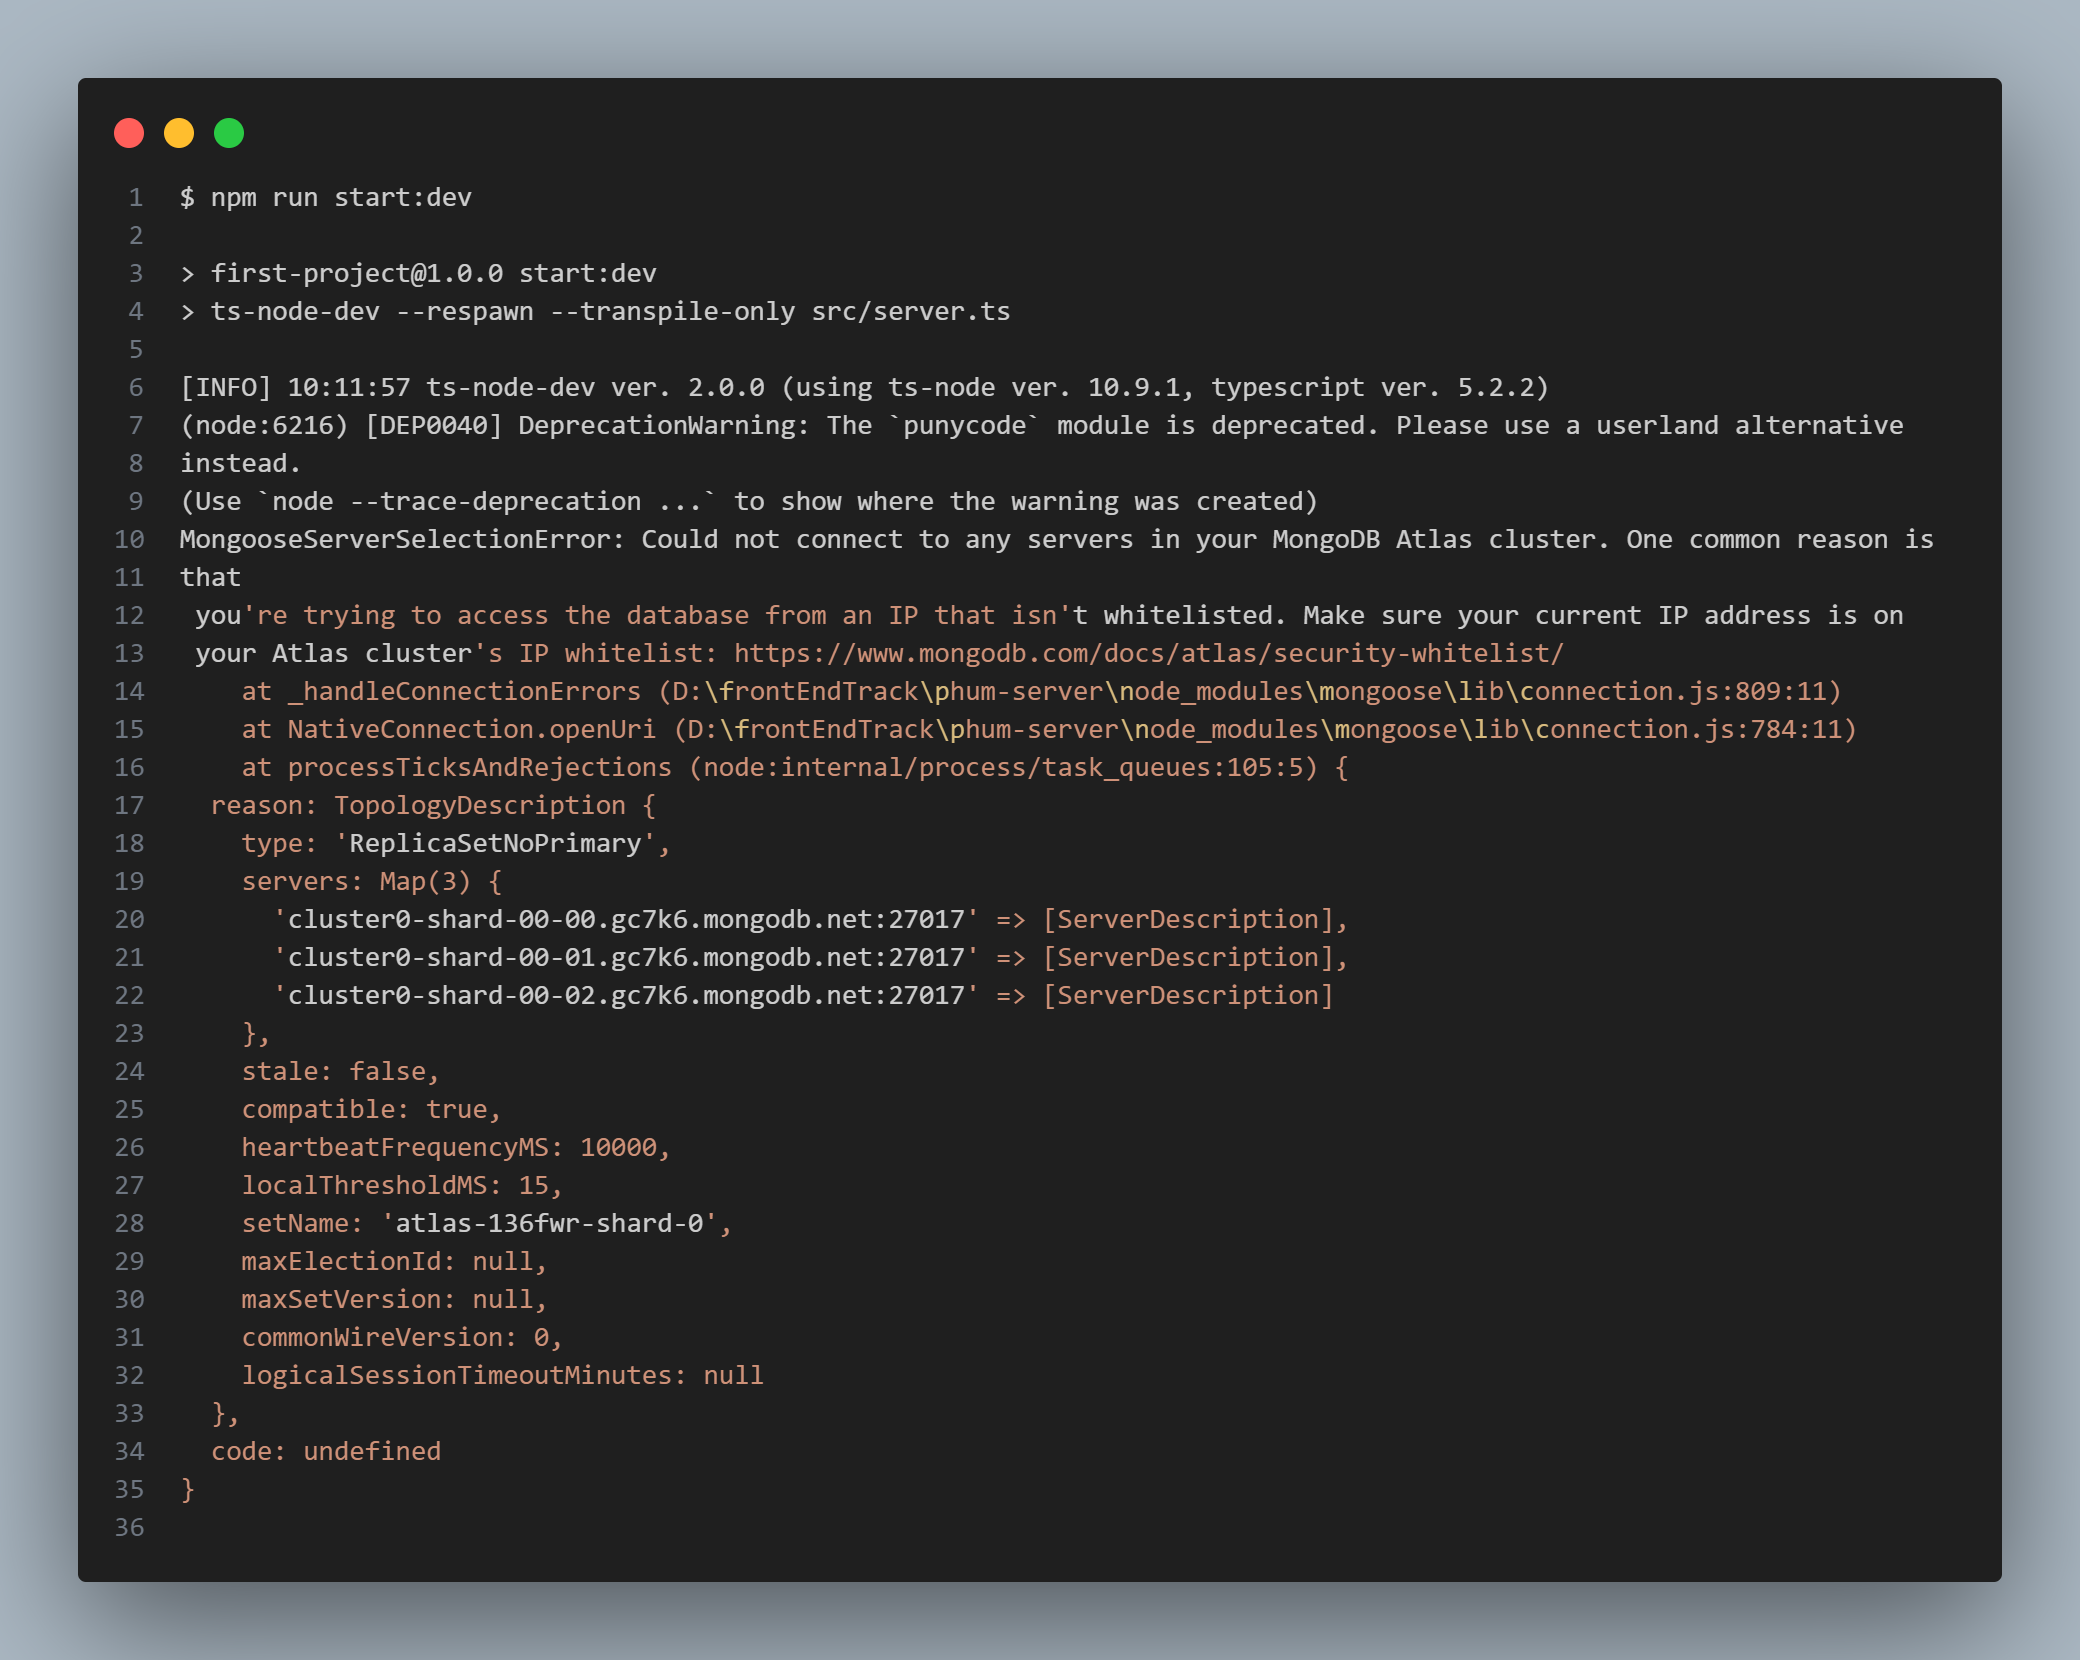 1 $ npm run start:dev
2
3 > first-project@1.0.0 start:dev
4 > ts-node-dev --respawn --transpile-only src/server.ts
5
6 [INFO] 10:11:57 ts-node-dev ver. 2.0.0 (using ts-node ver. 10.9.1, typescript ver. 5.2.2)
7 (node:6216) [DEP0040] DeprecationWarning: The `punycode` module is deprecated. Please use a userland alternative
8 instead.
9 (Use `node --trace-deprecation ...` to show where the warning was created)
10 MongooseServerSelectionError: Could not connect to any servers in your MongoDB Atlas cluster. One common reason is
11 that
12  you're trying to access the database from an IP that isn't whitelisted. Make sure your current IP address is on
13  your Atlas cluster's IP whitelist: https://www.mongodb.com/docs/atlas/security-whitelist/
14     at _handleConnectionErrors (D:\frontEndTrack\phum-server\node_modules\mongoose\lib\connection.js:809:11)
15     at NativeConnection.openUri (D:\frontEndTrack\phum-server\node_modules\mongoose\lib\connection.js:784:11)
16     at processTicksAndRejections (node:internal/process/task_queues:105:5) {
17   reason: TopologyDescription {
18     type: 'ReplicaSetNoPrimary',
19     servers: Map(3) {
20       'cluster0-shard-00-00.gc7k6.mongodb.net:27017' => [ServerDescription],
21       'cluster0-shard-00-01.gc7k6.mongodb.net:27017' => [ServerDescription],
22       'cluster0-shard-00-02.gc7k6.mongodb.net:27017' => [ServerDescription]
23     },
24     stale: false,
25     compatible: true,
26     heartbeatFrequencyMS: 10000,
27     localThresholdMS: 15,
28     setName: 'atlas-136fwr-shard-0',
29     maxElectionId: null,
30     maxSetVersion: null,
31     commonWireVersion: 0,
32     logicalSessionTimeoutMinutes: null
33   },
34   code: undefined
35 }
36